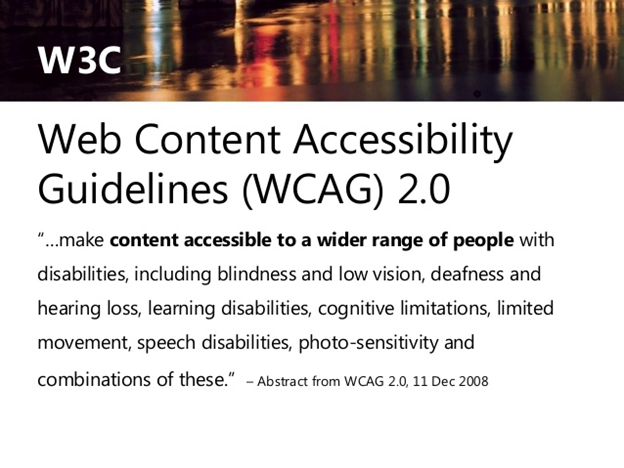 W3C
Web Content Accessibility
Guidelines (WCAG) 2.0
“…make content accessible to a wider range of people with
disabilities, including blindness and low vision, deafness and
hearing loss, learning disabilities, cognitive limitations, limited
movement, speech disabilities, photo-sensitivity and
combinations of these.” – Abstract from WCAG 2.0, 11 Dec 2008